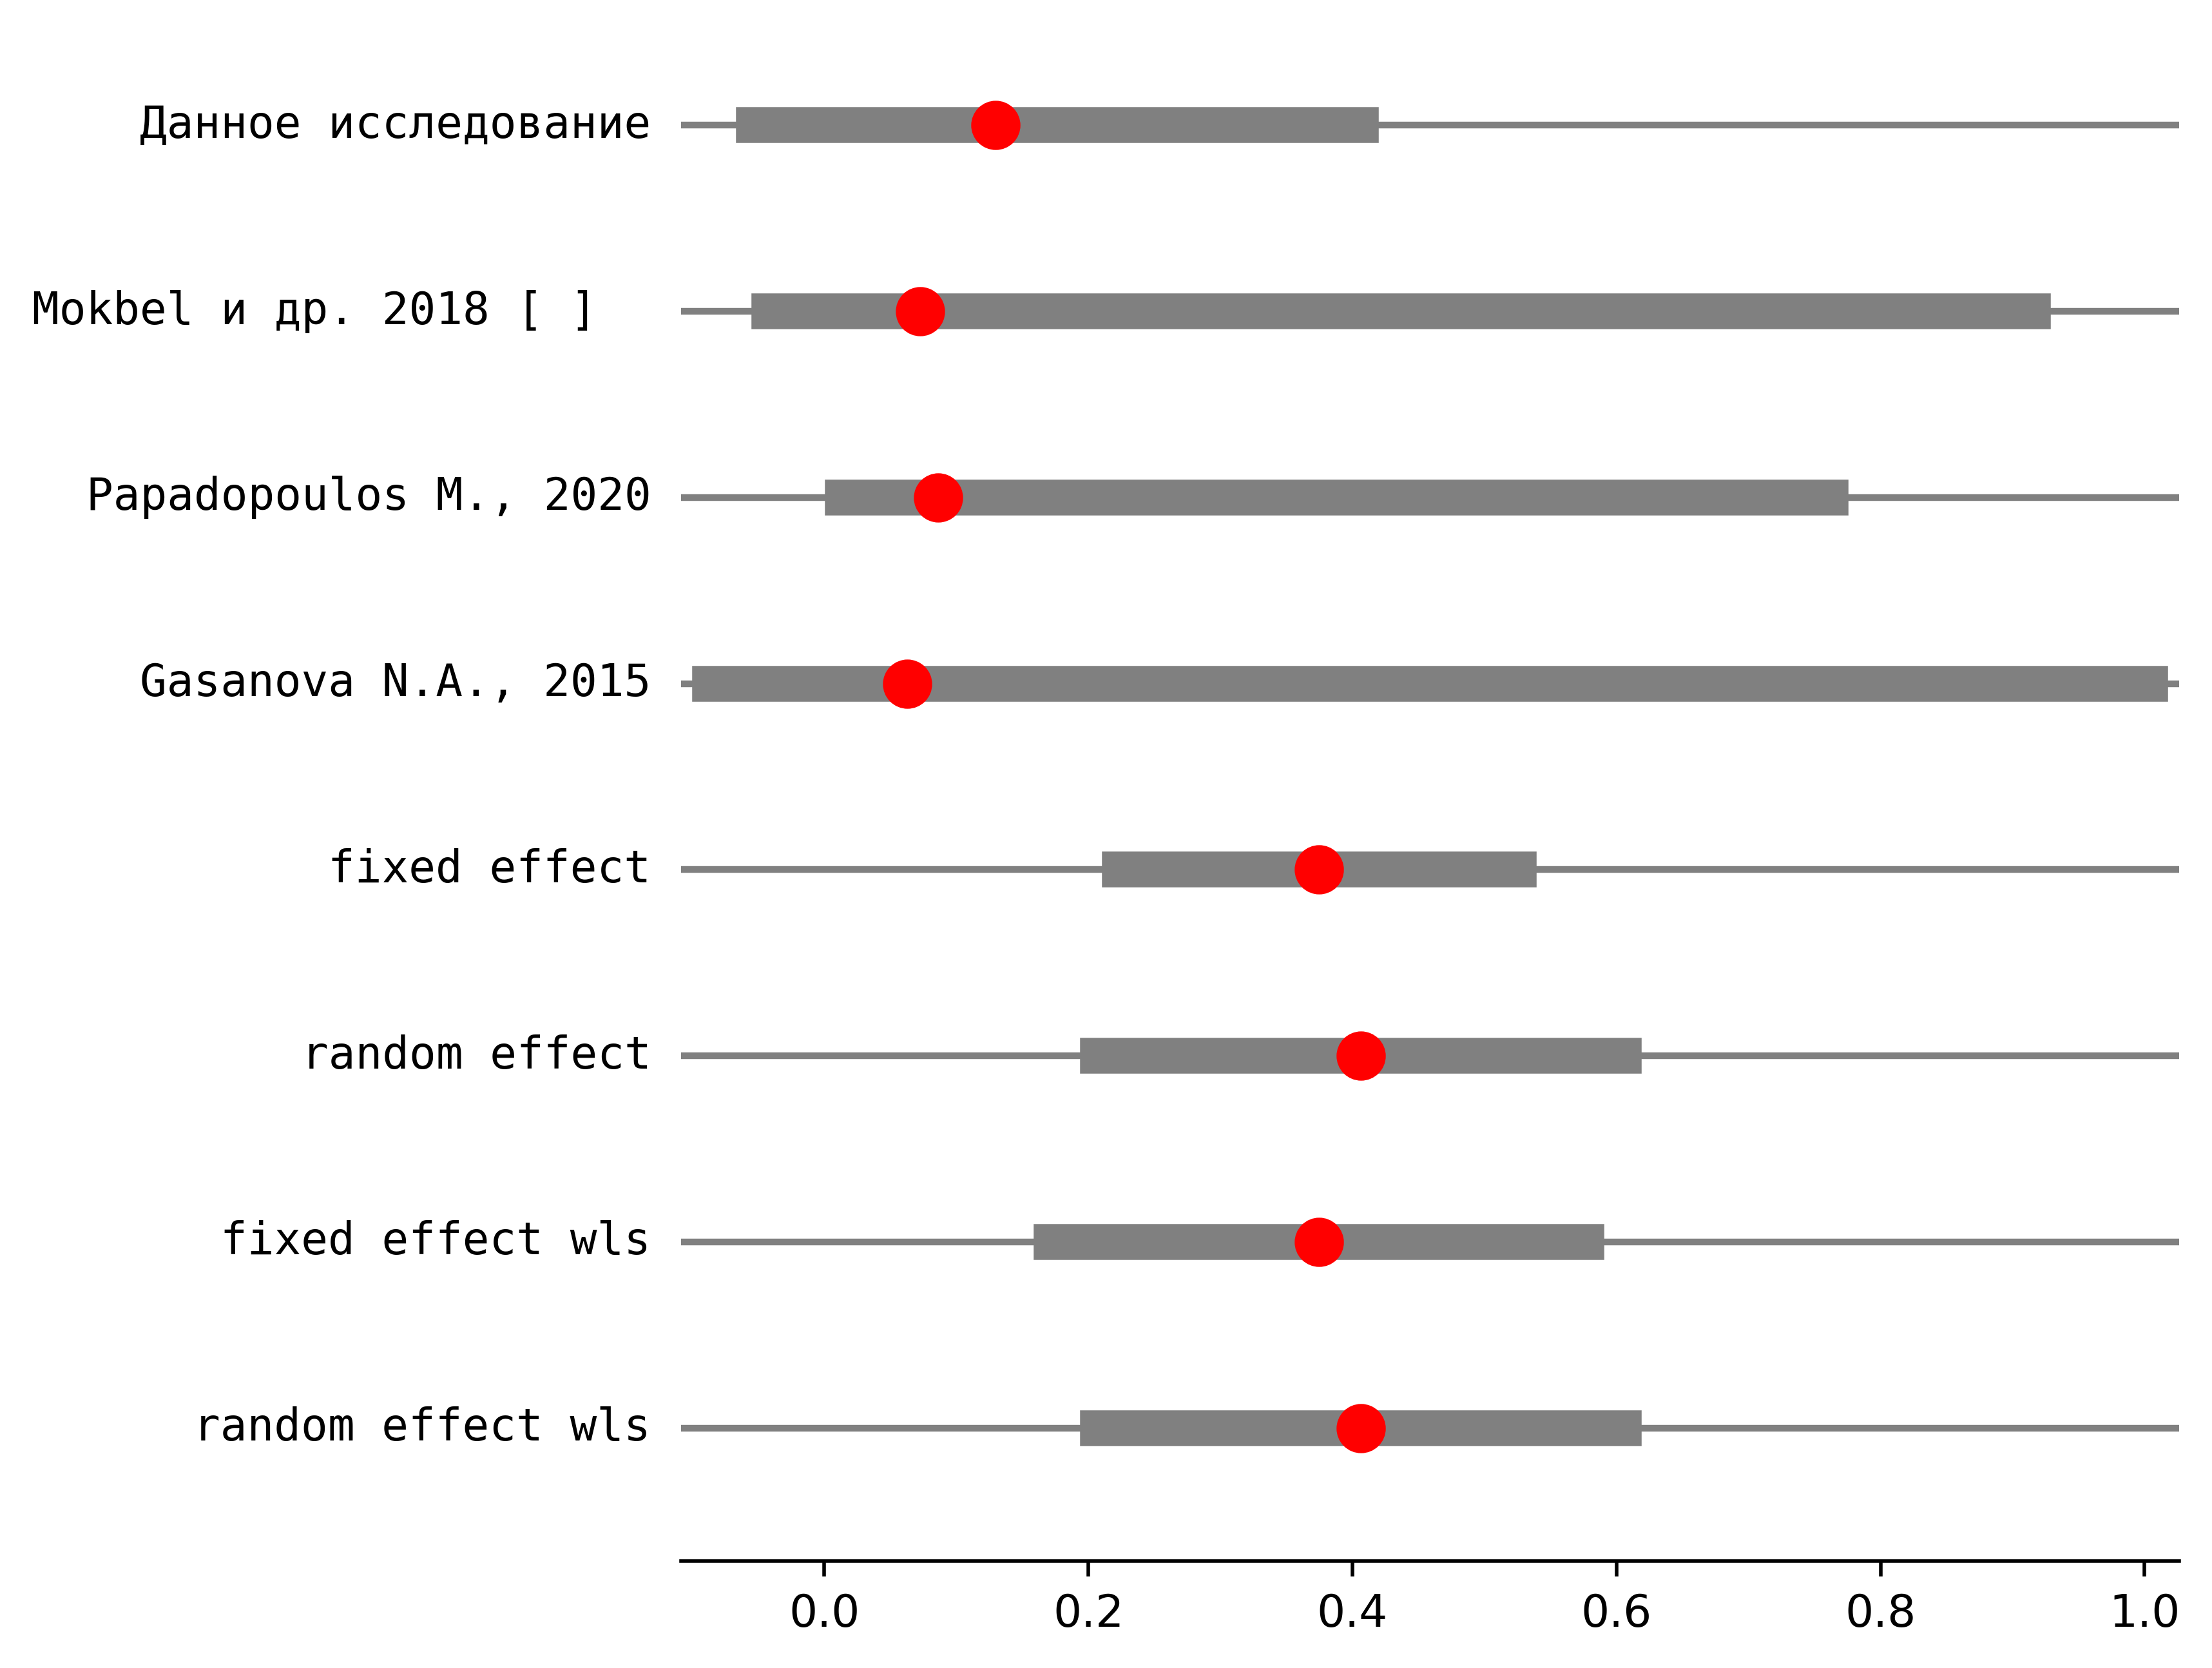 Данное исследование
Mokbel и др. 2018 [ ]
Papadopoulos M., 2020
Gasanova N.A., 2015
fixed effect
random effect
fixed effect wls
random effect wls
0.0 0.2 0.4 0.6 0.8 1.0